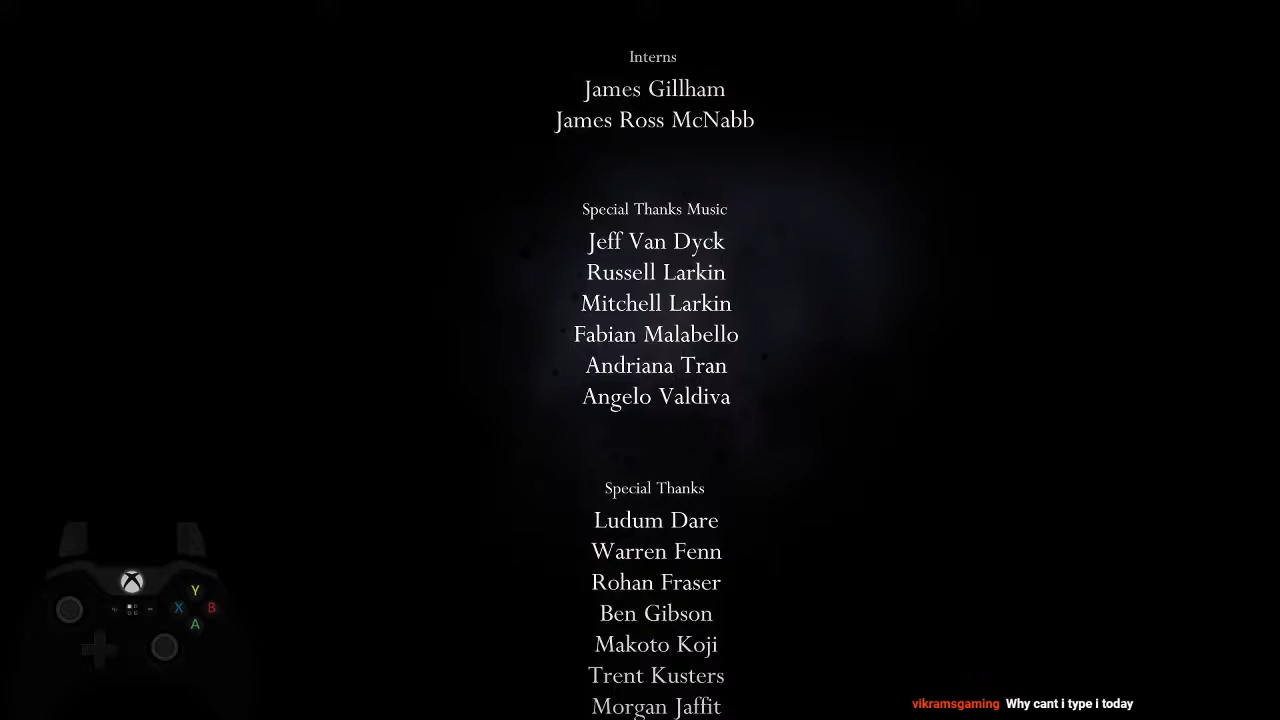 Interns
James Gillham
James Ross McNabb
Special Thanks Music
Jeff Van Dyck
Russell Larkin
Mitchell Larkin
Fabian Malabello
Andriana Tran
Angelo Valdiva
Special Thanks
Ludum Dare
Warren Fenn
Rohan Fraser
Ben Gibson
Makoto Koji
Trent Kusters
Morgan Jaffit
Y
X B
A
vikramsgaming Why cant i type i today